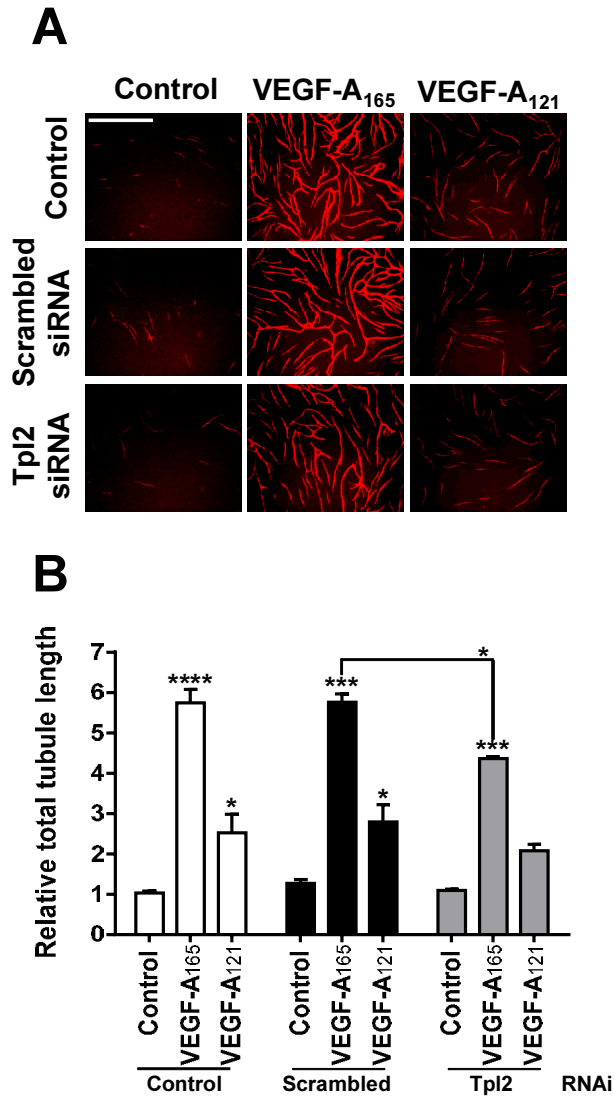 A
Control VEGF-A165 VEGF-A121
Control
Scrambled
siRNA
Tpl2
siRNA
B
Relative total tubule length
7
6
5
4
3
2
1
0
****
*
***
*
*
***
Control
VEGF-A165
VEGF-A121
Control
VEGF-A165
VEGF-A121
Control
VEGF-A165
VEGF-A121
Control Scrambled Tpl2 RNAi